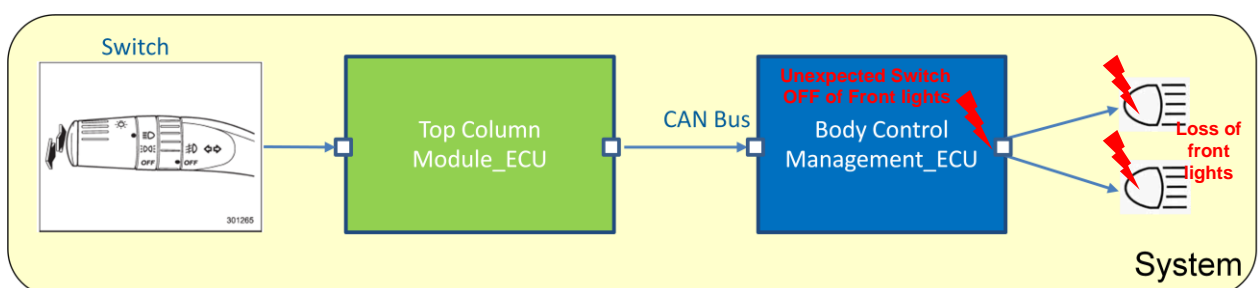 Switch
OFF
OFF
301265
Top Column
Module_ECU
CAN Bus
Unexpected Switch
OFF of Front lights
Body Control
Management_ECU
Loss of
front
lights
System